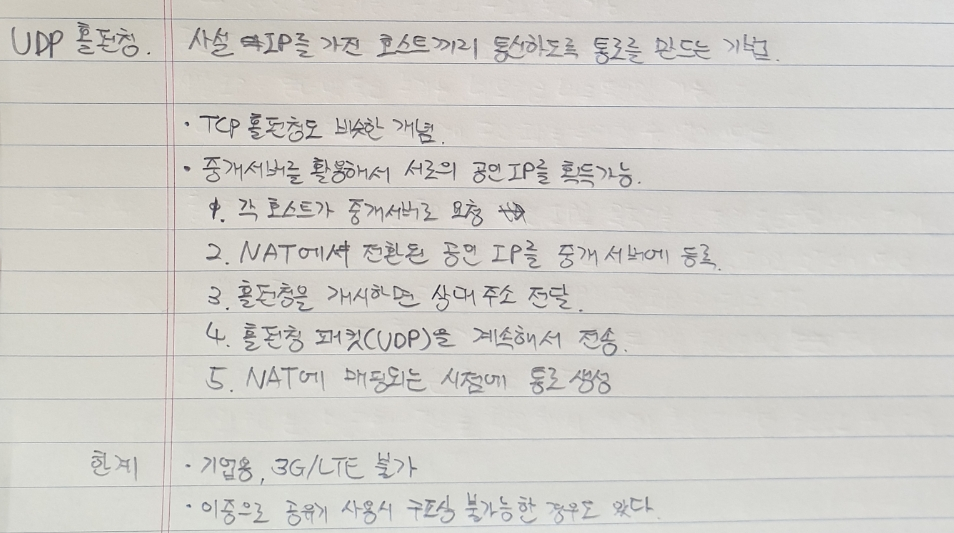 UDP 홀펀칭. 사설 IP를 가진 호스트끼리 통신하도록 통로를 만드는 기법.
· TCP 홀펀칭도 비슷한 개념.
· 중개서버를 활용해서 서로의 공인IP를 획득가능.
1. 각 호스트가 중개서버로 요청
2. NAT에서 전환된 공인 IP를 중개 서버에 등록.
3. 홀펀칭을 개시하면 상대 주소 전달.
4. 홀펀칭 패킷(UDP)을 계속해서 전송.
5. NAT에 매핑되는 시점에 통로 생성
한계 · 기업용, 3G/LTE 불가
· 이중으로 공유기 사용시 구조상 불가능한 경우도 있다.